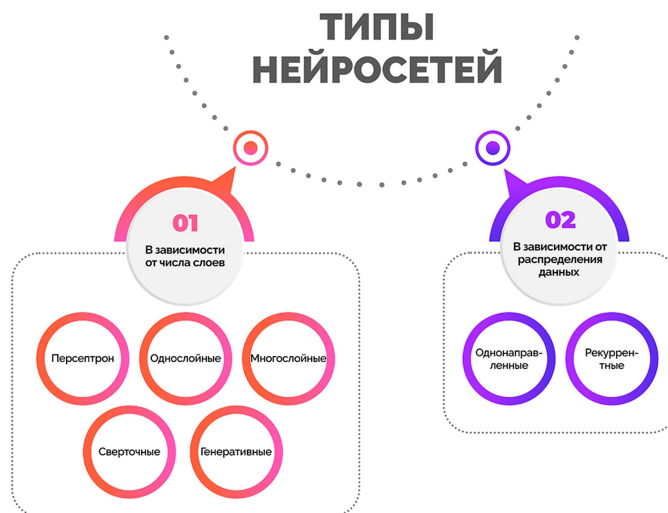 ТИПЫ
НЕЙРОСЕТЕЙ
01
В зависимости
от числа слоев
Персептрон
Однослойные
Многослойные
Сверточные
Генеративные
02
В зависимости от
распределения
данных
Однонаправ-
ленные
Рекуррен-
тные